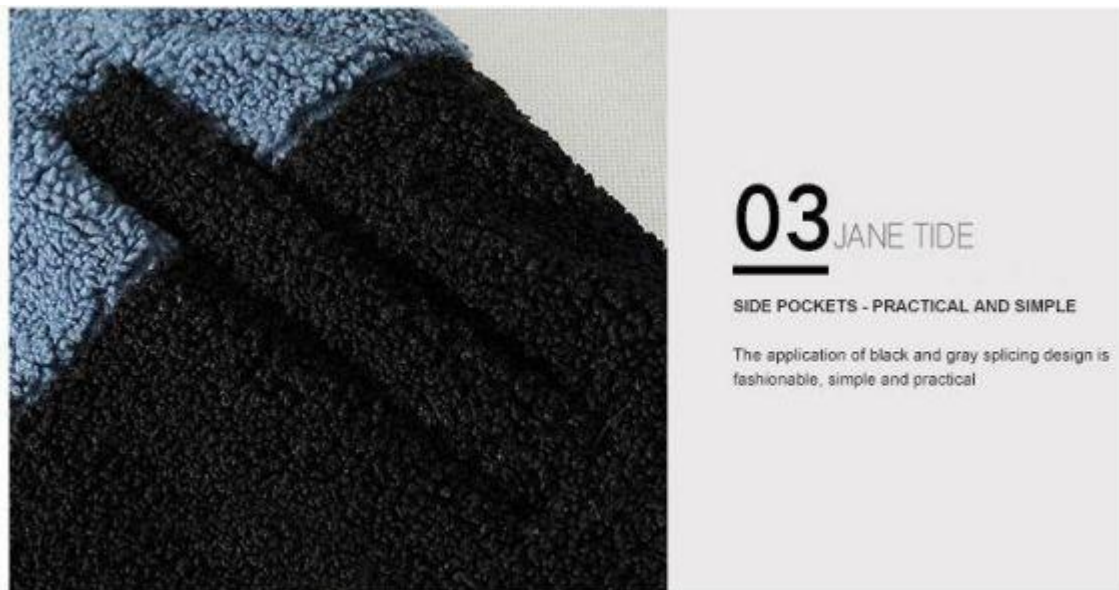 03 JANE TIDE
SIDE POCKETS - PRACTICAL AND SIMPLE
The application of black and gray splicing design is
fashionable, simple and practical